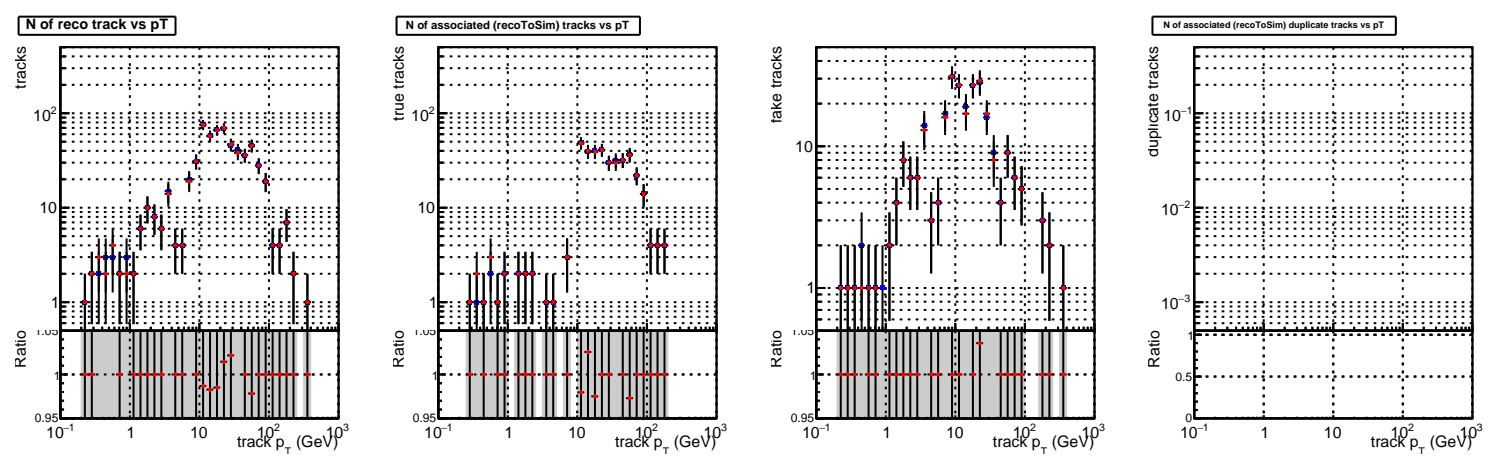 N of reco track vs pT
tracks
10²
10
1
1.05
Ratio
1
0.95
10⁻¹ 1 10 10² 10³
track p_T (GeV)
N of associated (recoToSim) tracks vs pT
true tracks
10²
10
1
1.05
Ratio
1
0.95
10⁻¹ 1 10 10² 10³
track p_T (GeV)
fake tracks
10
1
1.05
Ratio
1
0.95
10⁻¹ 1 10 10² 10³
track p_T (GeV)
N of associated (recoToSim) duplicate tracks vs pT
duplicate tracks
10⁻¹
10⁻²
10⁻³
Ratio
1
0.5
0
10⁻¹ 1 10 10² 10³
track p_T (GeV)